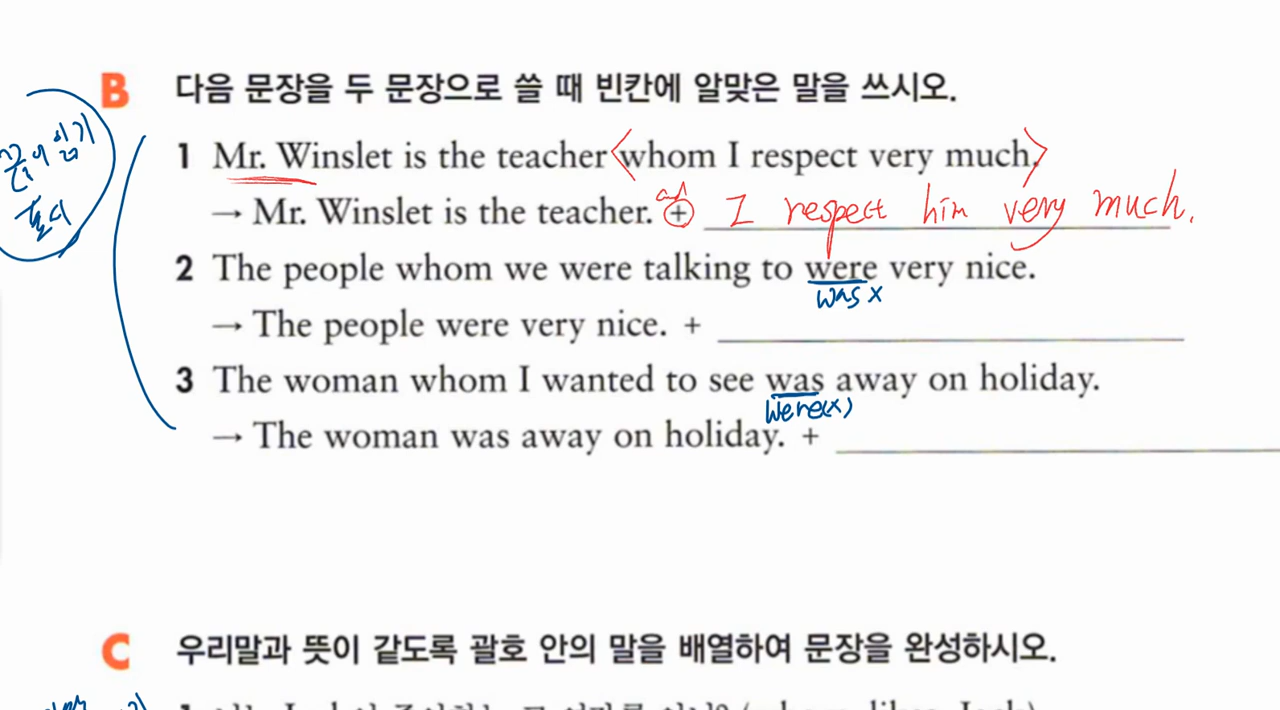 B 다음 문장을 두 문장으로 쓸 때 빈칸에 알맞은 말을 쓰시오.
1 Mr. Winslet is the teacher <whom I respect very much,>
→ Mr. Winslet is the teacher. + I respect him very much.
2 The people whom we were talking to were very nice.
was x
→ The people were very nice. +
3 The woman whom I wanted to see was away on holiday.
were(x)
→ The woman was away on holiday. +
C 우리말과 뜻이 같도록 괄호 안의 말을 배열하여 문장을 완성하시오.